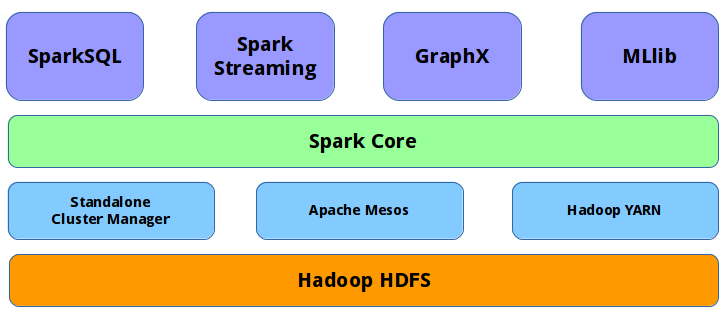 SparkSQL
Spark
Streaming
GraphX
MLlib
Spark Core
Standalone
Cluster Manager
Apache Mesos
Hadoop YARN
Hadoop HDFS